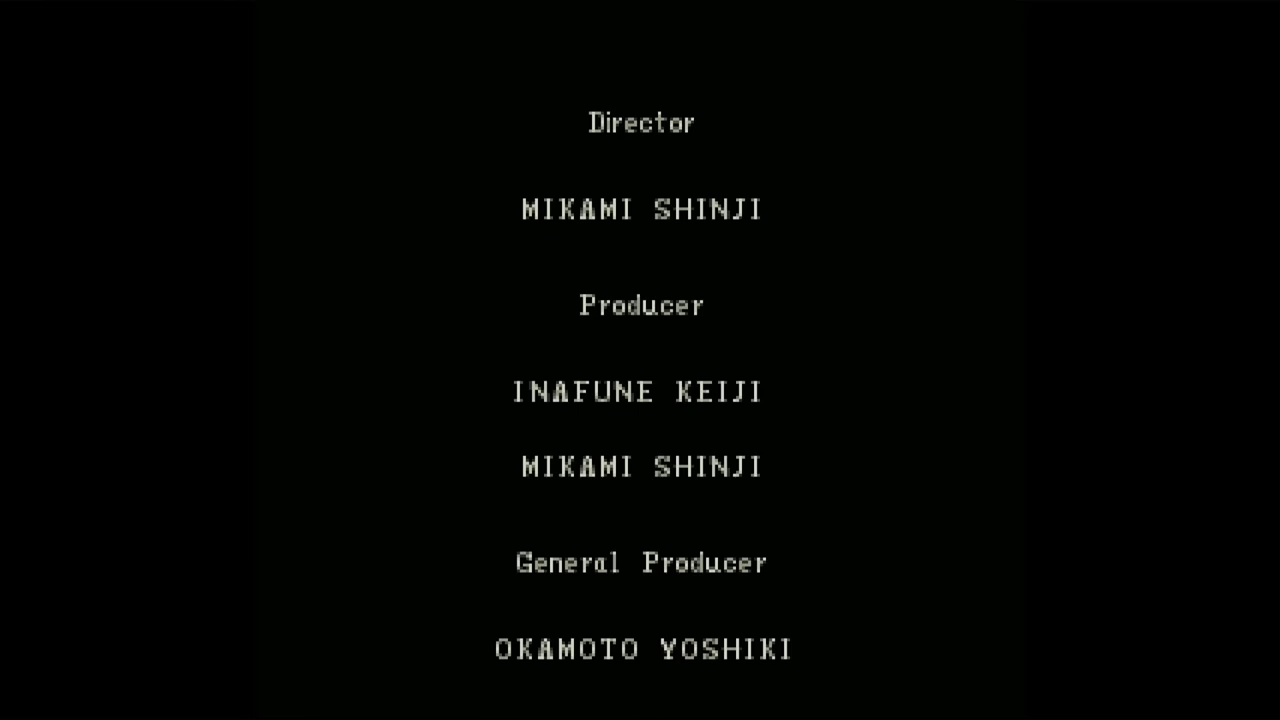 Director
MIKAMI SHINJI
Producer
INAFUNE KEIJI
MIKAMI SHINJI
General Producer
OKAMOTO YOSHIKI